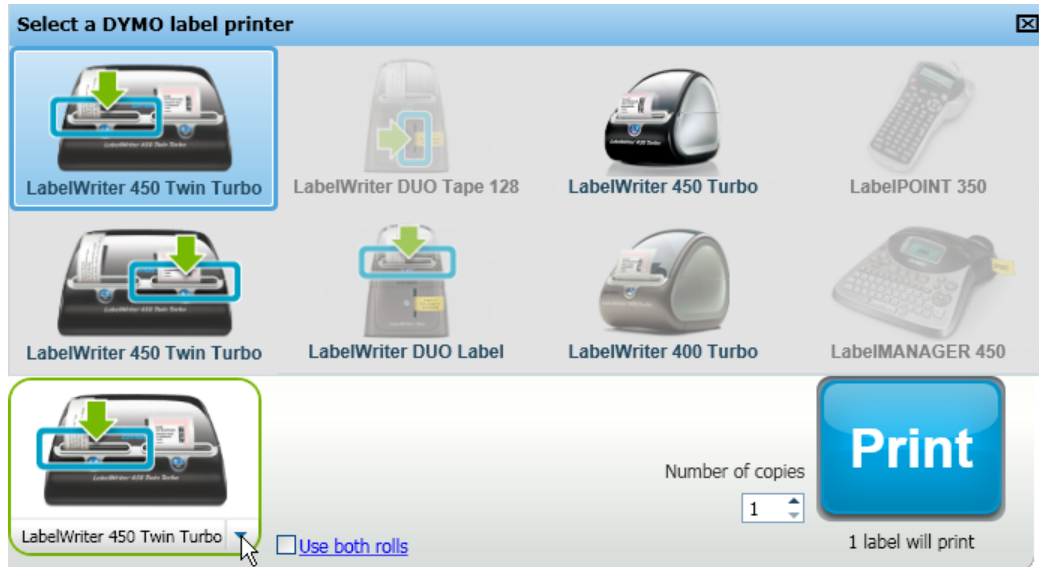 Select a DYMO label printer
LabelWriter 450 Twin Turbo
LabelWriter DUO Tape 128
LabelWriter 450 Turbo
LabelPOINT 350
LabelWriter 450 Twin Turbo
LabelWriter DUO Label
LabelWriter 400 Turbo
LabelMANAGER 450
LabelWriter 450 Twin Turbo
Use both rolls
Number of copies
1
Print
1 label will print